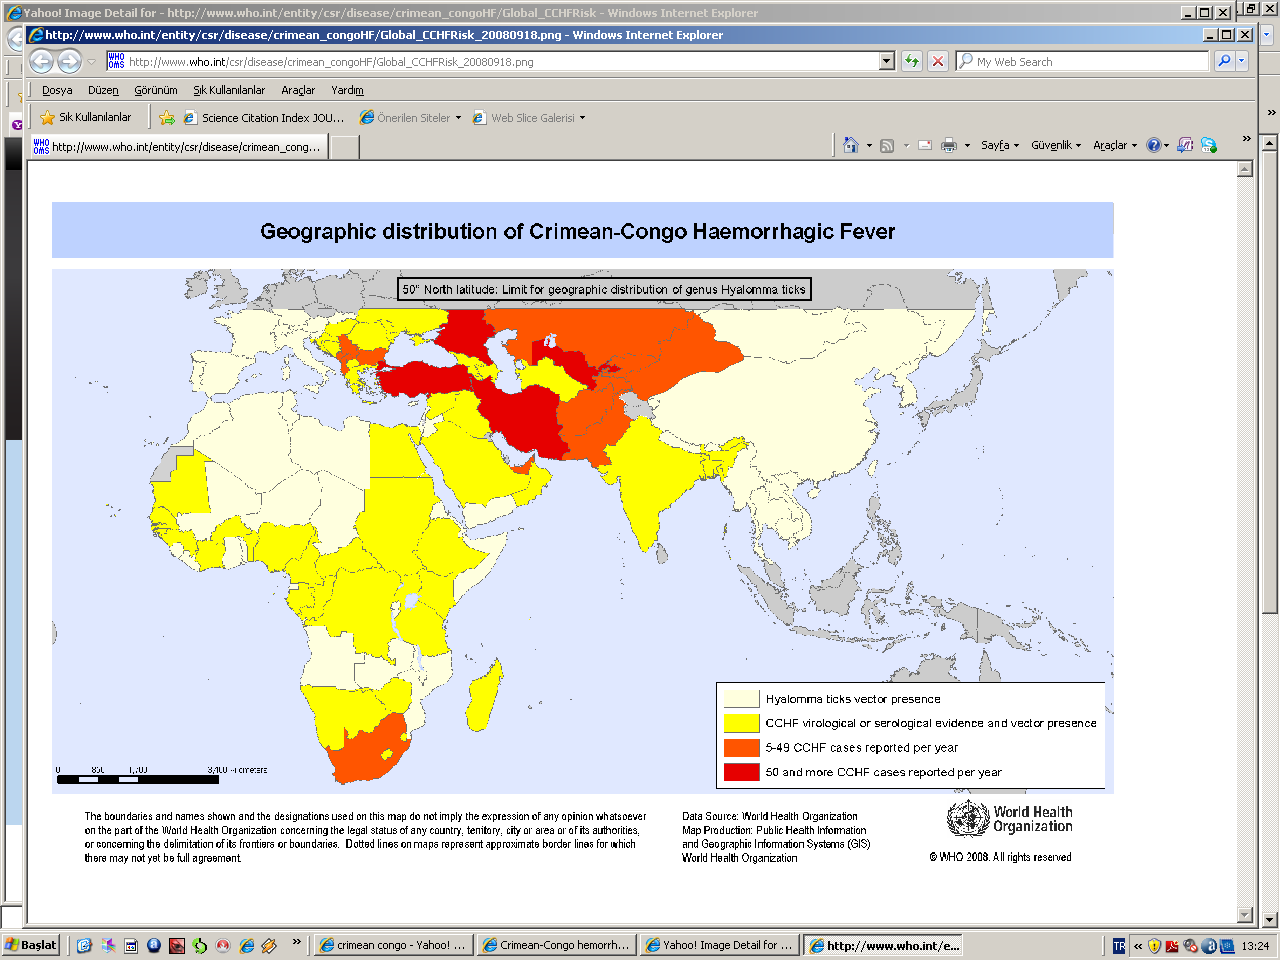 Yahoo! Image Detail for - http://www.who.int/entity/csr/disease/crimean_congoHF/Global_CCHFRisk - Windows Internet Explorer
http://www.who.int/entity/csr/disease/crimean_congoHF/Global_CCHFRisk_20080918.png - Windows Internet Explorer
WHO OMS http://www.who.int/csr/disease/crimean_congoHF/Global_CCHFRisk_20080918.png My Web Search
Dosya Düzen Görünüm Sık Kullanılanlar Araçlar Yardım
Sık Kullanılanlar Science Citation Index JOU... Önerilen Siteler Web Slice Galerisi
WHO OMS http://www.who.int/entity/csr/disease/crimean_cong... Sayfa Güvenlik Araçlar
Geographic distribution of Crimean-Congo Haemorrhagic Fever
50° North latitude: Limit for geographic distribution of genus Hyalomma ticks
Hyalomma ticks vector presence
CCHF virological or serological evidence and vector presence
5-49 CCHF cases reported per year
50 and more CCHF cases reported per year
0 850 1,700 3,400 Kilometers
The boundaries and names shown and the designations used on this map do not imply the expression of any opinion whatsoever
on the part of the World Health Organization concerning the legal status of any country, territory, city or area or of its authorities,
or concerning the delimitation of its frontiers or boundaries. Dotted lines on maps represent approximate border lines for which
there may not yet be full agreement.
Data Source: World Health Organization
Map Production: Public Health Information
and Geographic Information Systems (GIS)
World Health Organization
World Health
Organization
© WHO 2008. All rights reserved
Başlat crimean congo - Yahoo! ... Crimean-Congo hemorrh... Yahoo! Image Detail for ... http://www.who.int/e... TR 13:24